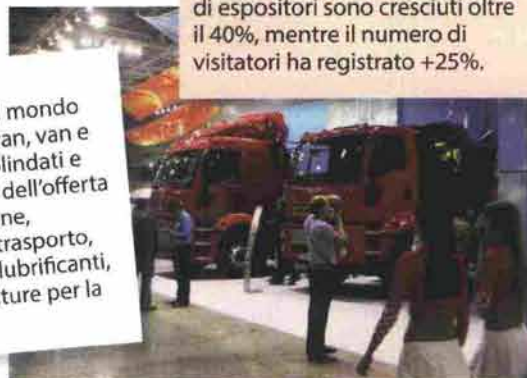 di espositori sono cresciuti oltre
il 40%, mentre il numero di
visitatori ha registrato +25%.
mondo
an, van e
lindati e
dell'offerta
ne,
trasporto,
lubrificanti,
ture per la